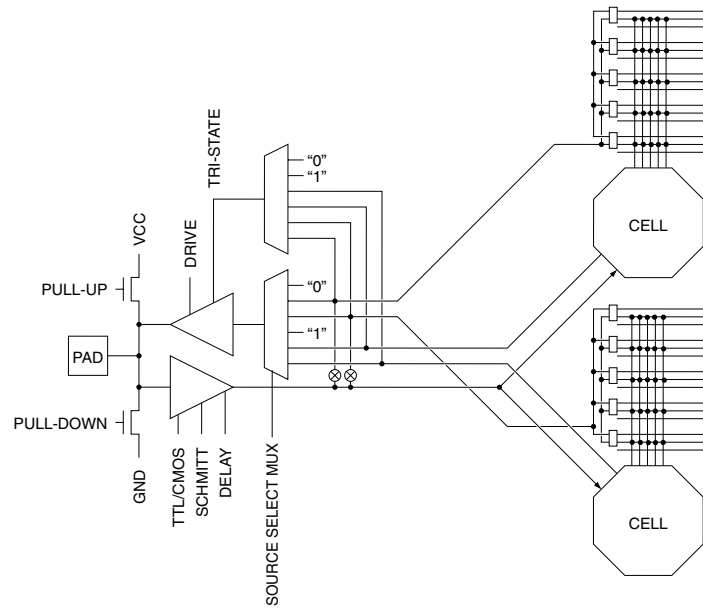 TRI-STATE
“0”
“1”
CELL
VCC
DRIVE
PULL-UP
“0”
“1”
PAD
PULL-DOWN
GND
TTL/CMOS
SCHMITT
DELAY
SOURCE SELECT MUX
CELL